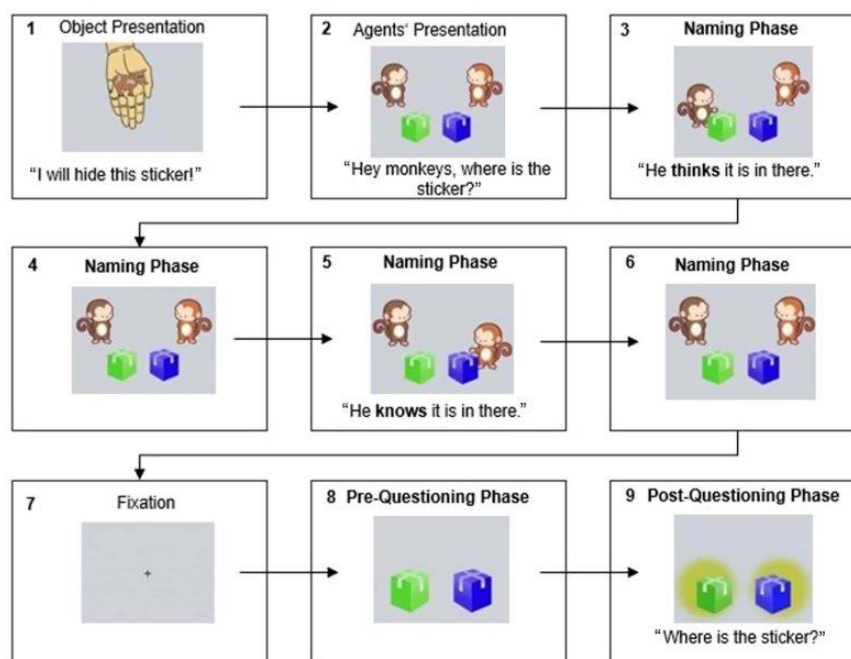 1 Object Presentation
"I will hide this sticker!"
2 Agents‘ Presentation
"Hey monkeys, where is the
sticker?"
3 Naming Phase
"He thinks it is in there."
4 Naming Phase
5 Naming Phase
"He knows it is in there."
6 Naming Phase
7 Fixation
8 Pre-Questioning Phase
9 Post-Questioning Phase
"Where is the sticker?"